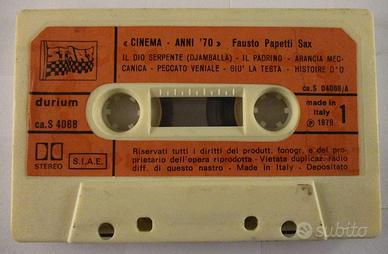 « CINEMA - ANNI '70 » Fausto Papetti Sax
IL DIO SERPENTE (DJAMBALLA) - IL PADRINO - ARANCIA MEC-
CANICA - PECCATO VENIALE - GIU' LA TESTA - HISTOIRE D'O
durium
ca.S 4068
ca.S 04068/A
made in
italy
Ⓟ 1979
1
STEREO
S.I.A.E.
Riservati tutti i diritti del produtt. fonogr. e del pro-
prietario dell'opera riprodotta - Vietata duplicaz. radio
diff. di questo nastro - Made in Italy - Depositato
subito